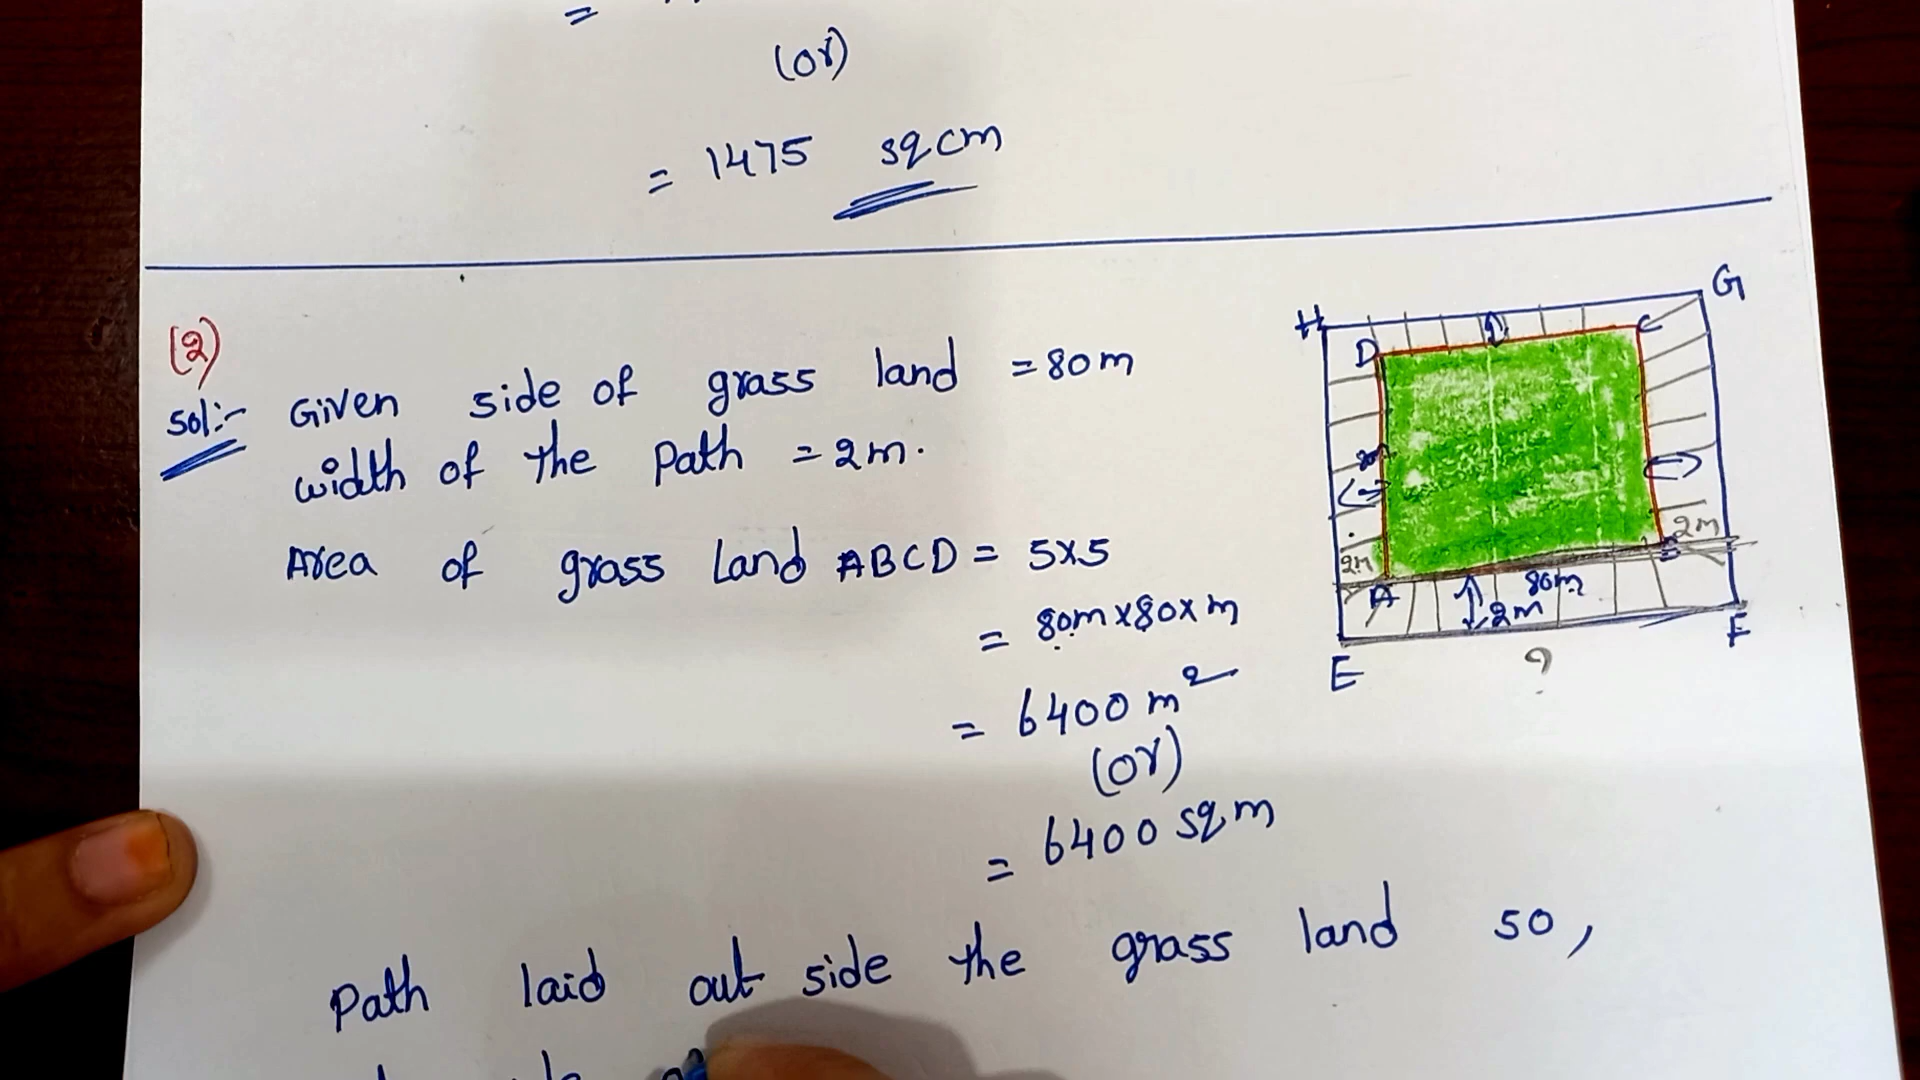 =
(or)
= 1475 sq cm
(2)
Sol:- Given side of grass land = 80m
width of the Path = 2m.
Area of grass land ABCD = S×S
= 80m×80×m
= 6400 m²
(or)
= 6400 sq m
Path laid out side the grass land so,
H
G
D
C
2m
2m
A
80m
2m
E
F
?